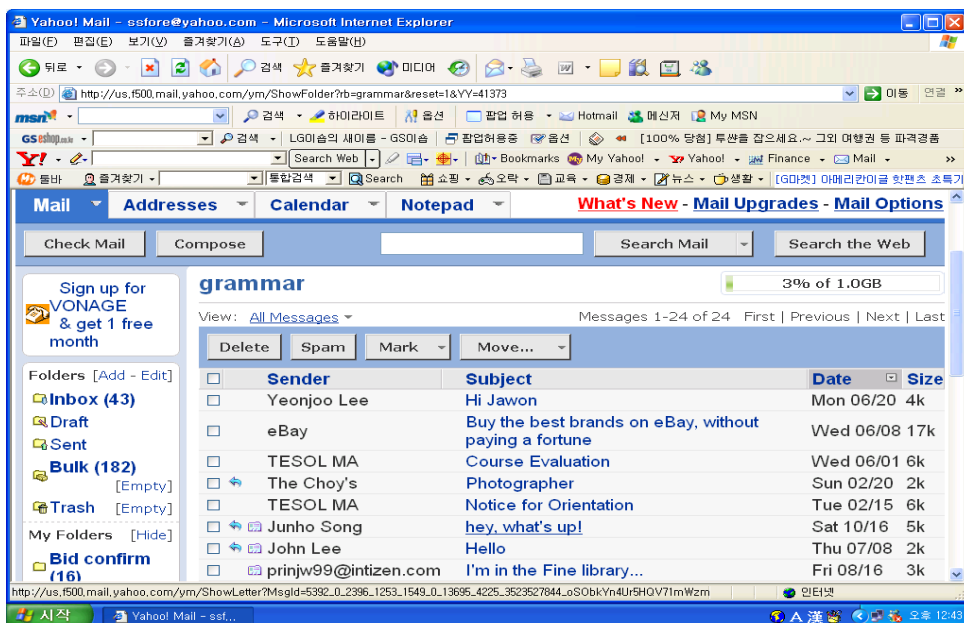 Yahoo! Mail - ssfore@yahoo.com - Microsoft Internet Explorer
파일(F) 편집(E) 보기(V) 즐겨찾기(A) 도구(T) 도움말(H)
뒤로 검색 즐겨찾기 미디어
주소(D) http://us.f500.mail.yahoo.com/ym/ShowFolder?rb=grammar&reset=1&YY=41373 이동 연결 »
msn 검색 하이라이트 옵션 팝업 허용 Hotmail 메신저 My MSN
GSeshop 검색 LG이숍의 새이름 - GS이숍 팝업허용중 옵션 [100% 당첨] 투싼을 잡으세요.~ 그외 여행권 등 파격경품
Y! Search Web Bookmarks My Yahoo! Yahoo! Finance Mail »
툴바 즐겨찾기 통합검색 Search 쇼핑 오락 교육 경제 뉴스 생활 [G마켓] 아메리칸이글 핫팬츠 초특가
Mail Addresses Calendar Notepad What's New - Mail Upgrades - Mail Options
Check Mail Compose Search Mail Search the Web
Sign up for
VONAGE
& get 1 free
month
grammar 3% of 1.0GB
View: All Messages Messages 1-24 of 24 First | Previous | Next | Last
Delete Spam Mark Move...
Folders [Add - Edit]
Inbox (43)
Draft
Sent
Bulk (182)
[Empty]
Trash [Empty]
My Folders [Hide]
Bid confirm
(16)
Sender Subject Date Size
Yeonjoo Lee Hi Jawon Mon 06/20 4k
eBay Buy the best brands on eBay, without
paying a fortune Wed 06/08 17k
TESOL MA Course Evaluation Wed 06/01 6k
The Choy's Photographer Sun 02/20 2k
TESOL MA Notice for Orientation Tue 02/15 6k
Junho Song hey, what's up! Sat 10/16 5k
John Lee Hello Thu 07/08 2k
prinjw99@intizen.com I'm in the Fine library... Fri 08/16 3k
http://us.f500.mail.yahoo.com/ym/ShowLetter?MsgId=5392_0_2396_1253_1549_0_13695_4225_3523527844_oSObkYn4Ur5HQV71mWzm 인터넷
시작 Yahoo! Mail - ssf... A 漢 오후 12:43